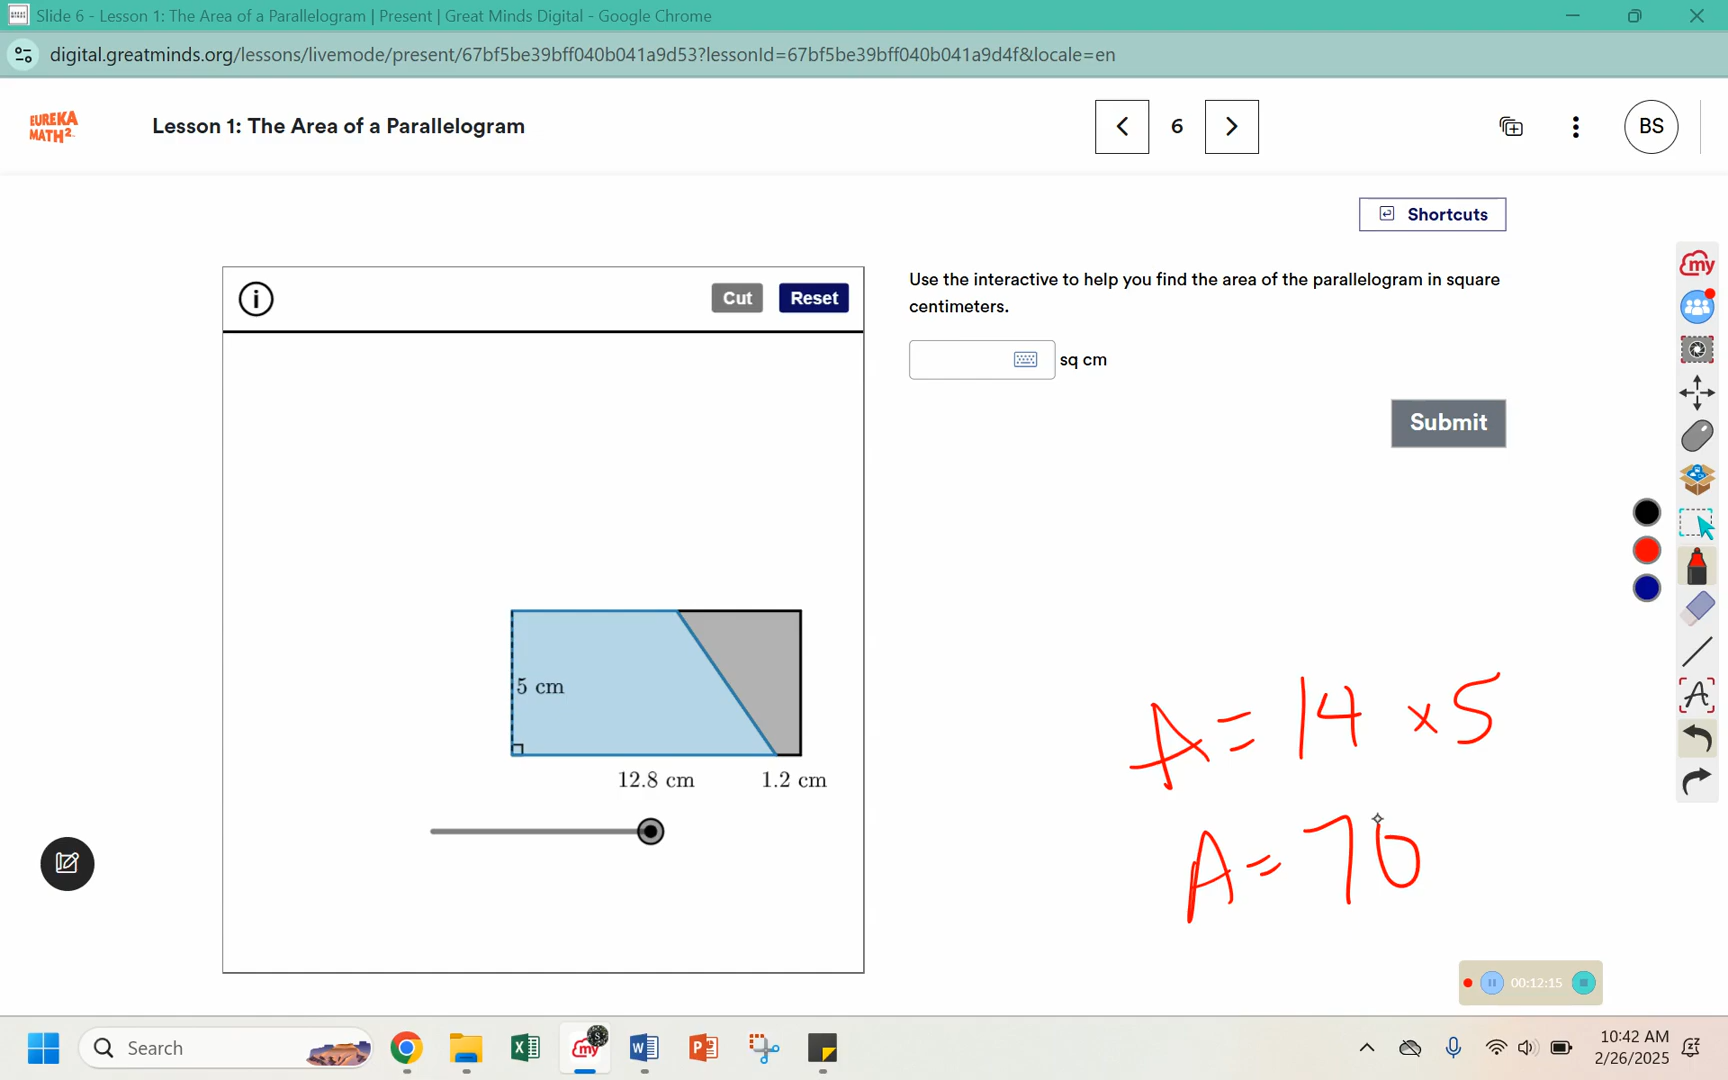 Slide 6 - Lesson 1: The Area of a Parallelogram | Present | Great Minds Digital - Google Chrome
digital.greatminds.org/lessons/livemode/present/67bf5be39bff040b041a9d53?lessonId=67bf5be39bff040b041a9d4f&locale=en
EUREKA
MATH²
Lesson 1: The Area of a Parallelogram
6
BS
Shortcuts
my
i
Cut
Reset
Use the interactive to help you find the area of the parallelogram in square
centimeters.
sq cm
Submit
5 cm
12.8 cm
1.2 cm
A = 14 × 5
A = 70
A
00:12:15
Search
my
10:42 AM
2/26/2025